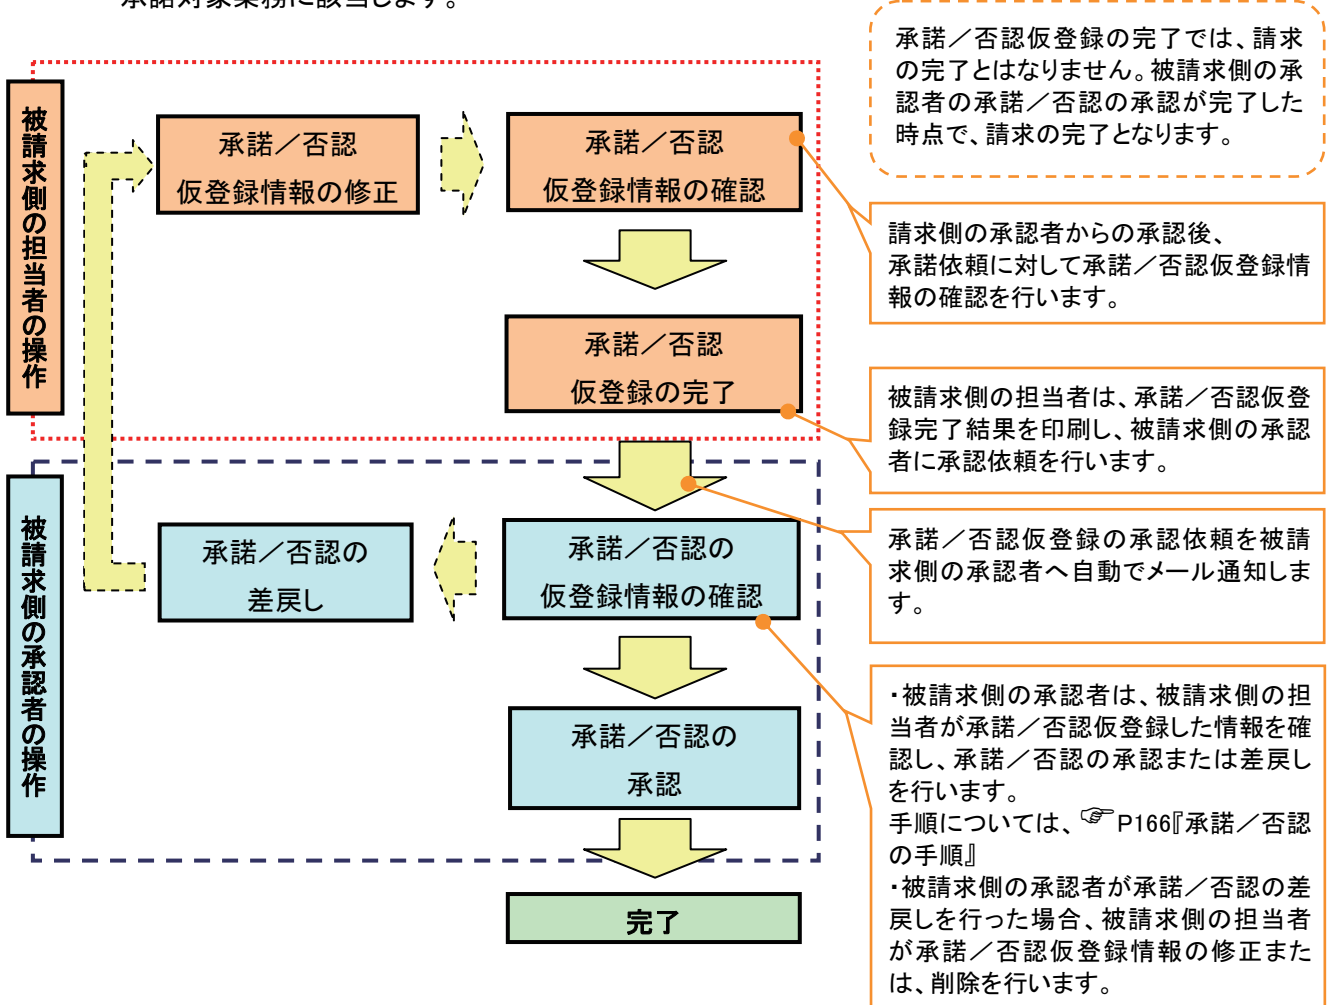 承諾対象業務に該当します。
承諾／否認仮登録の完了では、請求
の完了とはなりません。被請求側の承
認者の承諾／否認の承認が完了した
時点で、請求の完了となります。
被請求側の担当者の操作
承諾／否認
仮登録情報の修正
承諾／否認
仮登録情報の確認
請求側の承認者からの承認後、
承諾依頼に対して承諾／否認仮登録情
報の確認を行います。
承諾／否認
仮登録の完了
被請求側の担当者は、承諾／否認仮登
録完了結果を印刷し、被請求側の承認
者に承認依頼を行います。
被請求側の承認者の操作
承諾／否認の
差戻し
承諾／否認の
仮登録情報の確認
承諾／否認仮登録の承認依頼を被請
求側の承認者へ自動でメール通知しま
す。
承諾／否認の
承認
・被請求側の承認者は、被請求側の担
当者が承諾／否認仮登録した情報を確
認し、承諾／否認の承認または差戻し
を行います。
手順については、☞P166『承諾／否認
の手順』
・被請求側の承認者が承諾／否認の差
戻しを行った場合、被請求側の担当者
が承諾／否認仮登録情報の修正また
は、削除を行います。
完了